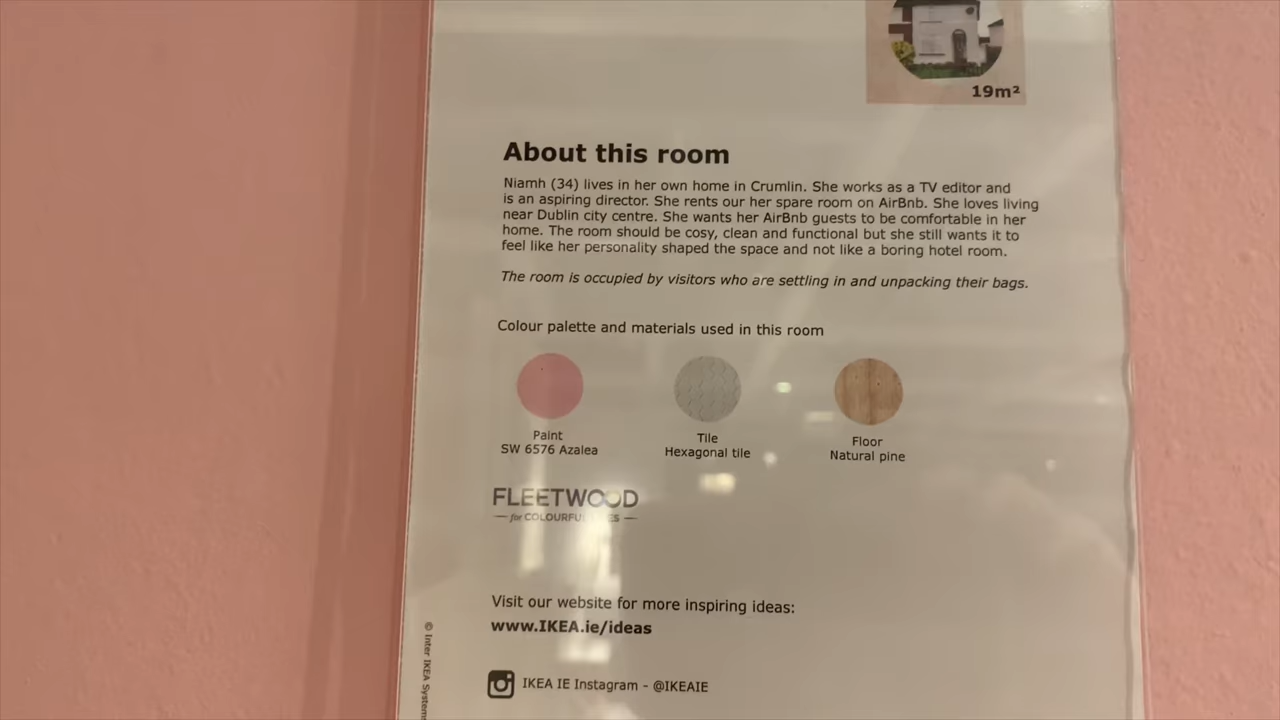 19m²
About this room
Niamh (34) lives in her own home in Crumlin. She works as a TV editor and
is an aspiring director. She rents our her spare room on AirBnb. She loves living
near Dublin city centre. She wants her AirBnb guests to be comfortable in her
home. The room should be cosy, clean and functional but she still wants it to
feel like her personality shaped the space and not like a boring hotel room.
The room is occupied by visitors who are settling in and unpacking their bags.
Colour palette and materials used in this room
Paint
SW 6576 Azalea
Tile
Hexagonal tile
Floor
Natural pine
FLEETWOOD
for
Visit our website for more inspiring ideas:
www.IKEA.ie/ideas
IKEA IE Instagram - @IKEAIE
© Inter IKEA Systems